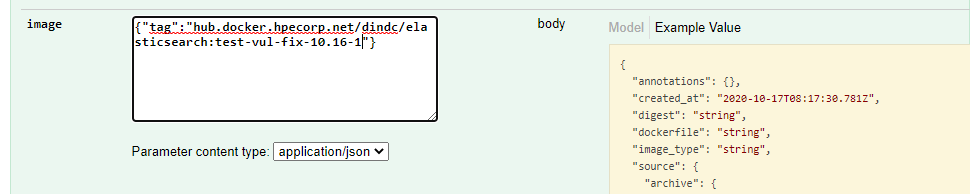 image
{"tag":"hub.docker.hpecorp.net/dindc/ela
sticsearch:test-vul-fix-10.16-1"}
Parameter content type: application/json
body
Model Example Value
{
"annotations": {},
"created_at": "2020-10-17T08:17:30.781Z",
"digest": "string",
"dockerfile": "string",
"image_type": "string",
"source": {
"archive": {